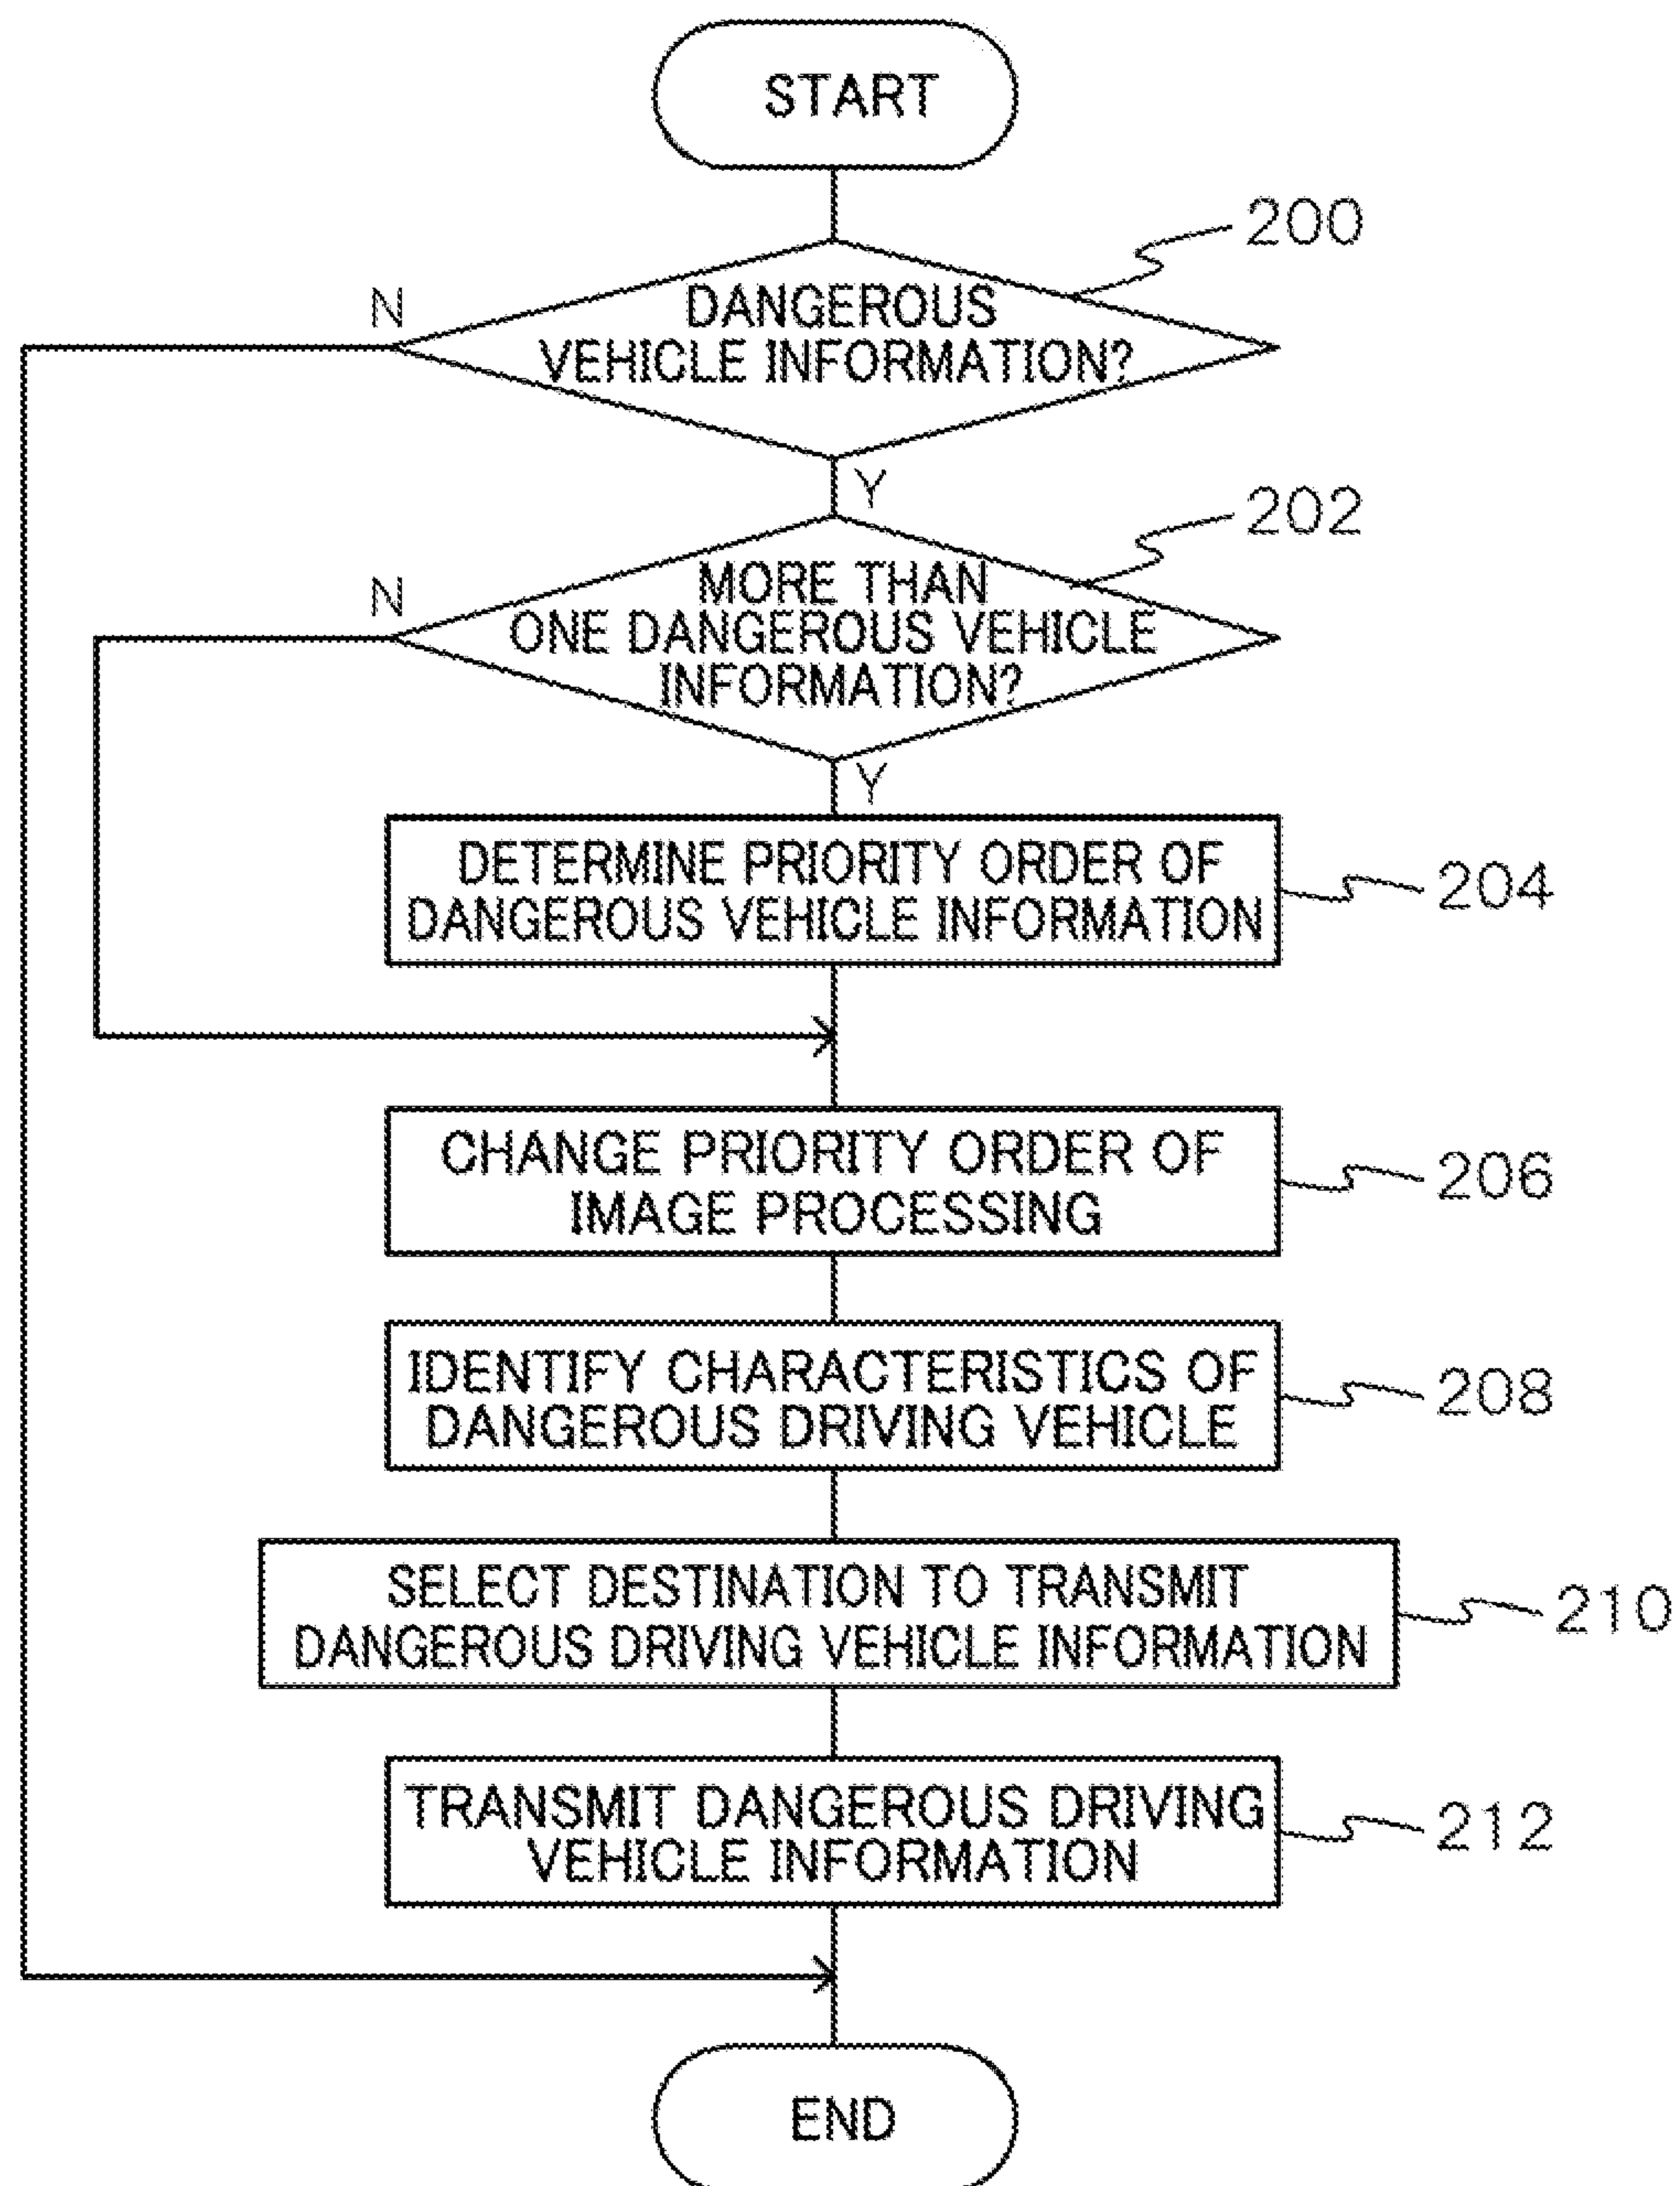 START
200
N
DANGEROUS
VEHICLE INFORMATION?
Y
202
N
MORE THAN
ONE DANGEROUS VEHICLE
INFORMATION?
Y
DETERMINE PRIORITY ORDER OF
DANGEROUS VEHICLE INFORMATION
204
CHANGE PRIORITY ORDER OF
IMAGE PROCESSING
206
IDENTIFY CHARACTERISTICS OF
DANGEROUS DRIVING VEHICLE
208
SELECT DESTINATION TO TRANSMIT
DANGEROUS DRIVING VEHICLE INFORMATION
210
TRANSMIT DANGEROUS DRIVING
VEHICLE INFORMATION
212
END